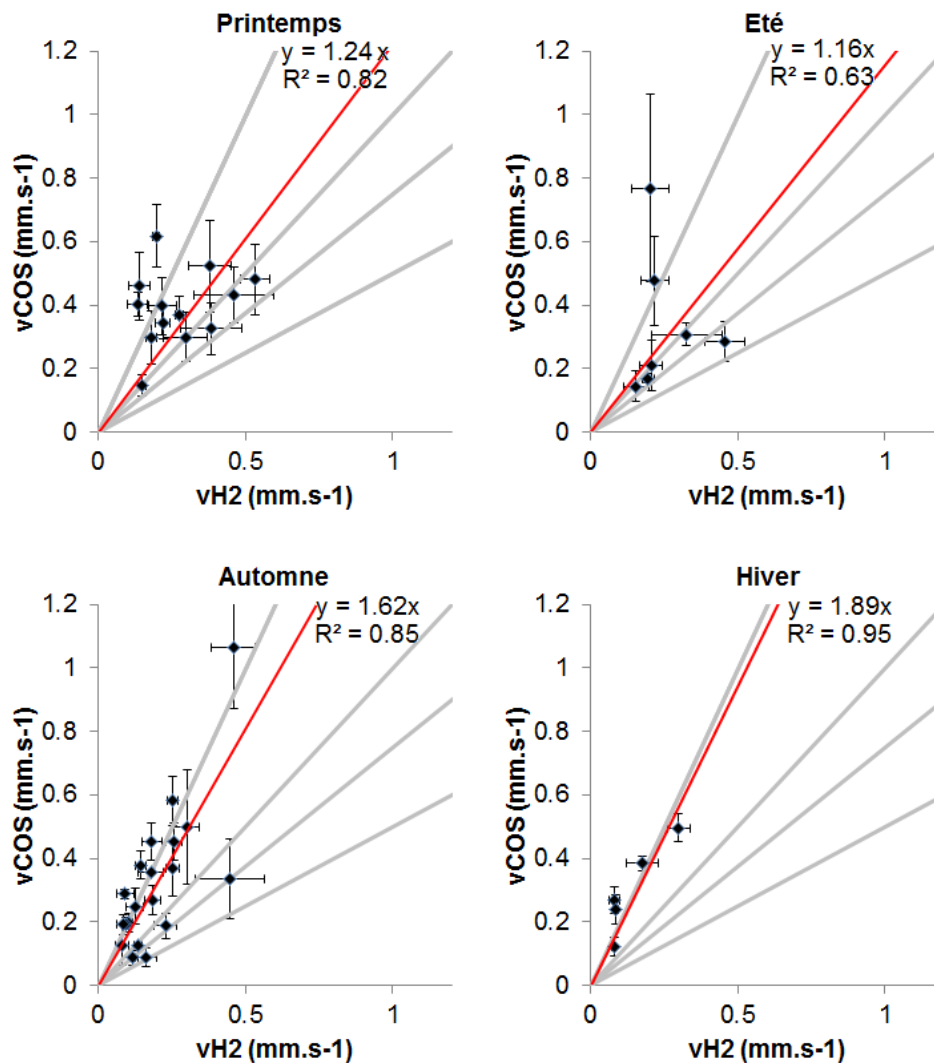 Printemps
y = 1.24 x
R² = 0.82
1.2
1
0.8
0.6
0.4
0.2
0
vCOS (mm.s-1)
0
0.5
1
vH2 (mm.s-1)
Eté
y = 1.16x
R² = 0.63
1.2
1
0.8
0.6
0.4
0.2
0
vCOS (mm.s-1)
0
0.5
1
vH2 (mm.s-1)
Automne
y = 1.62x
R² = 0.85
1.2
1
0.8
0.6
0.4
0.2
0
vCOS (mm.s-1)
0
0.5
1
vH2 (mm.s-1)
Hiver
y = 1.89x
R² = 0.95
1.2
1
0.8
0.6
0.4
0.2
0
vCOS (mm.s-1)
0
0.5
1
vH2 (mm.s-1)